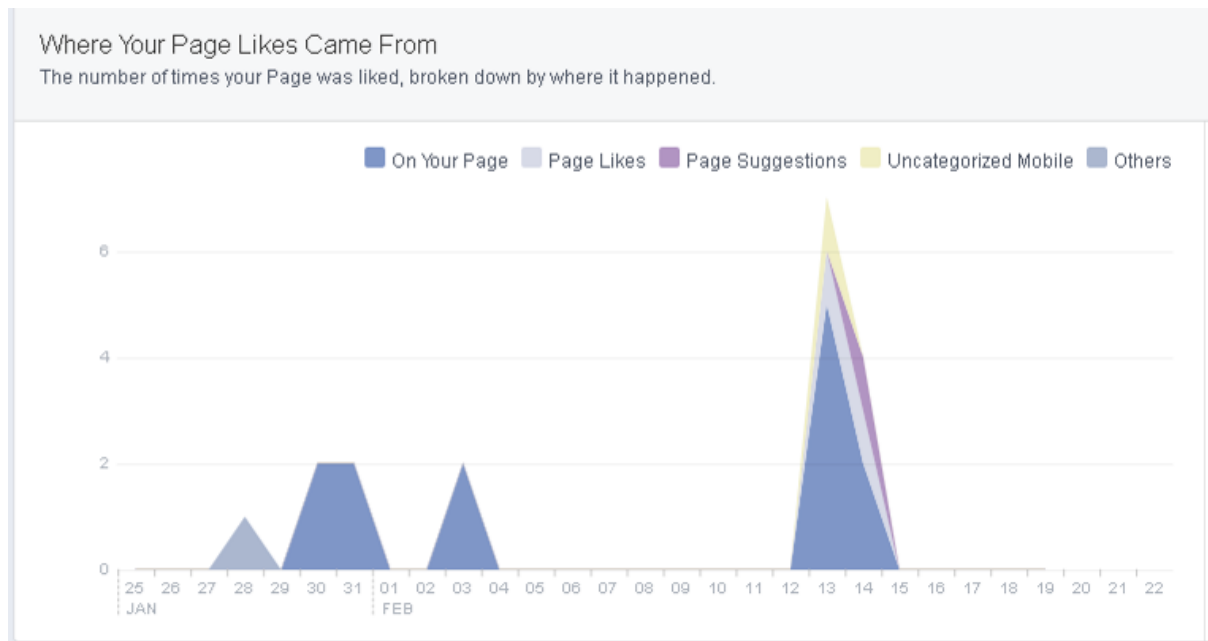 Where Your Page Likes Came From
The number of times your Page was liked, broken down by where it happened.
On Your Page Page Likes Page Suggestions Uncategorized Mobile Others
6
4
2
0
25 26 27 28 29 30 31 01 02 03 04 05 06 07 08 09 10 11 12 13 14 15 16 17 18 19 20 21 22
JAN FEB